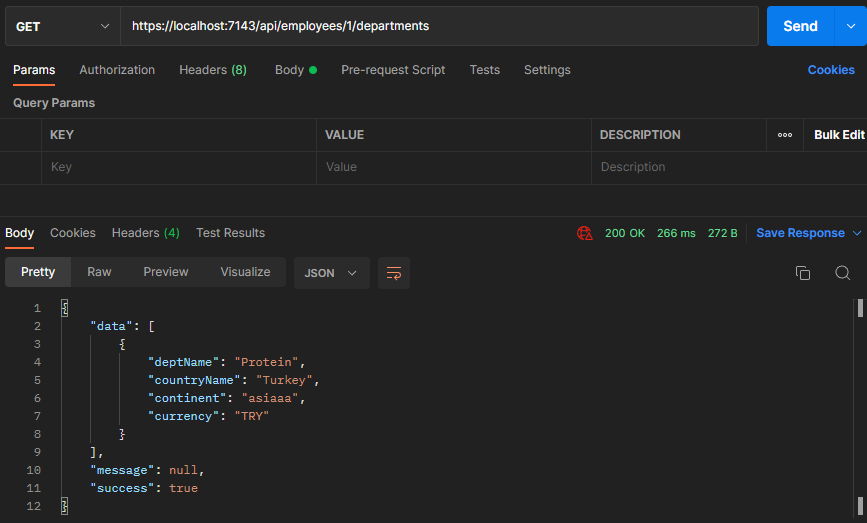 GET https://localhost:7143/api/employees/1/departments Send
Params Authorization Headers (8) Body Pre-request Script Tests Settings Cookies
Query Params
KEY VALUE DESCRIPTION ooo Bulk Edit
Key Value Description
Body Cookies Headers (4) Test Results 200 OK 266 ms 272 B Save Response
Pretty Raw Preview Visualize JSON
1 {
2 "data": [
3 {
4 "deptName": "Protein",
5 "countryName": "Turkey",
6 "continent": "asiaaa",
7 "currency": "TRY"
8 }
9 ],
10 "message": null,
11 "success": true
12 }